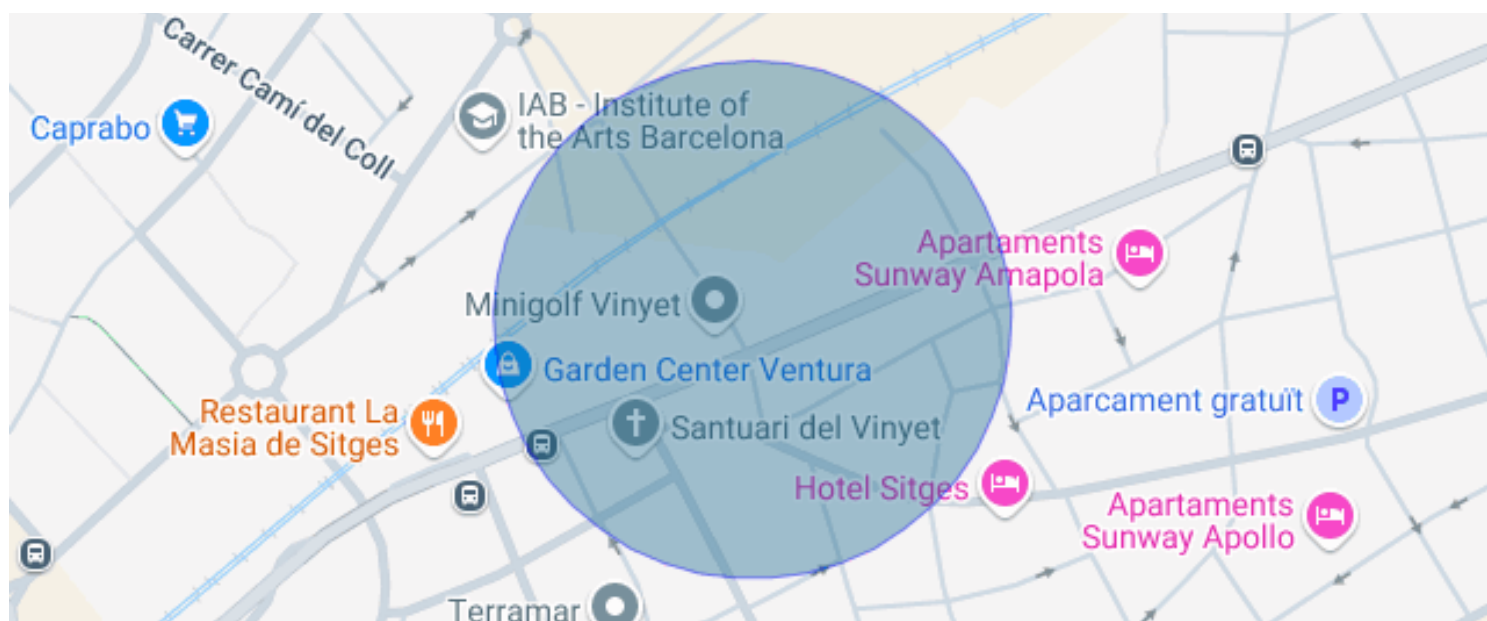 Carrer Camí del Coll
Caprabo
IAB - Institute of
the Arts Barcelona
Apartaments
Sunway Amapola
Minigolf Vinyet
Garden Center Ventura
Restaurant La
Masia de Sitges
Aparcament gratuït
P
Santuari del Vinyet
Hotel Sitges
Apartaments
Sunway Apollo
Terramar